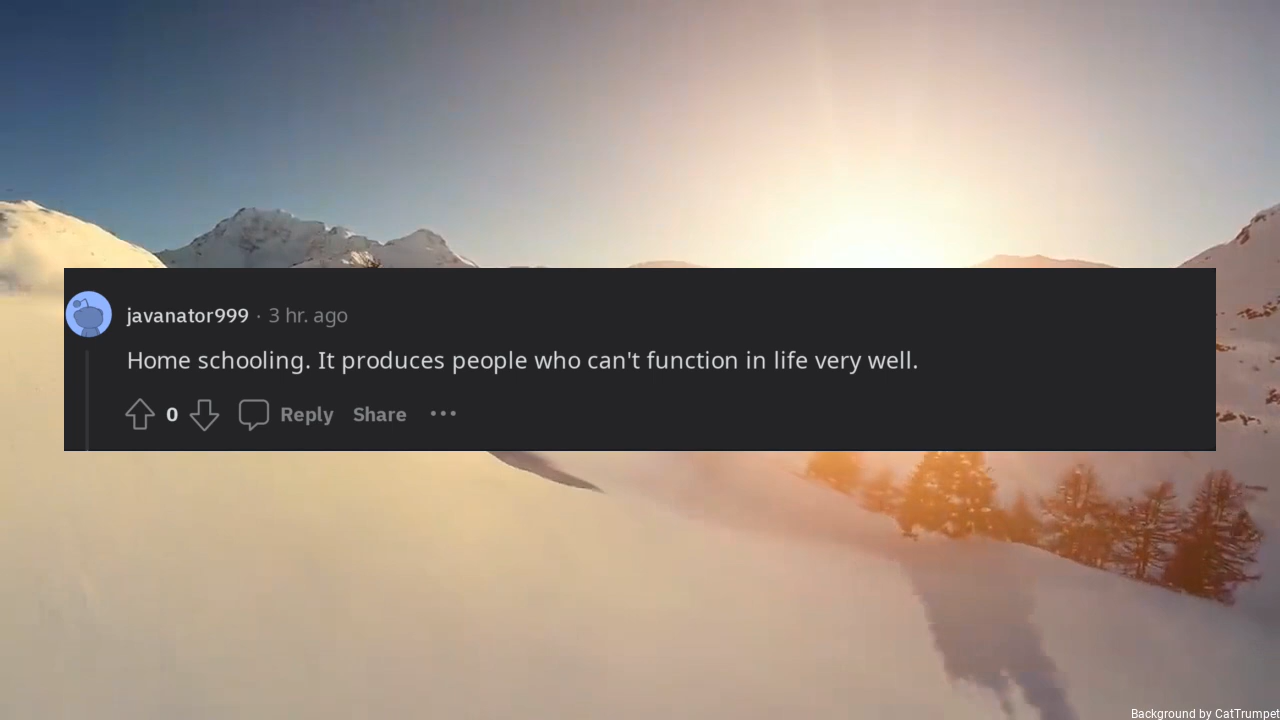 javanator999 · 3 hr. ago
Home schooling. It produces people who can't function in life very well.
0 Reply Share ···
Background by CatTrumpet